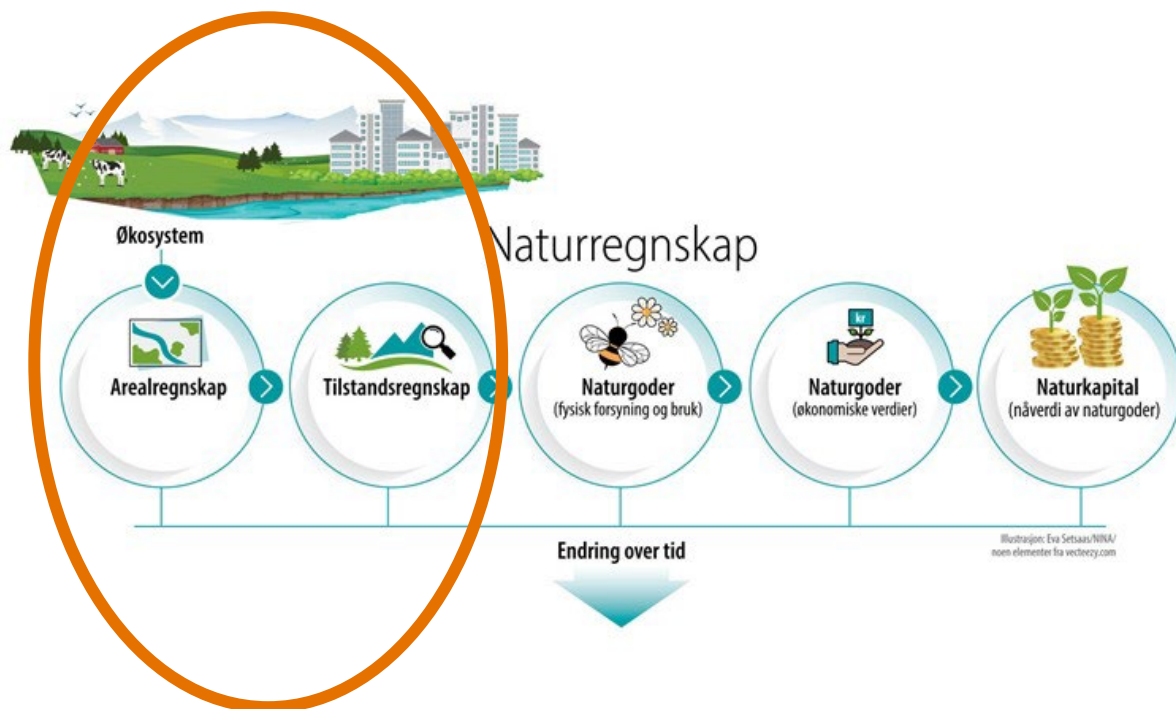 Økosystem
Naturregnskap
Arealregnskap
Tilstandsregnskap
Naturgoder
(fysisk forsyning og bruk)
kr
Naturgoder
(økonomiske verdier)
Naturkapital
(nåverdi av naturgoder)
Endring over tid
Illustrasjon: Eva Setsaas/NINA/
noen elementer fra vecteezy.com